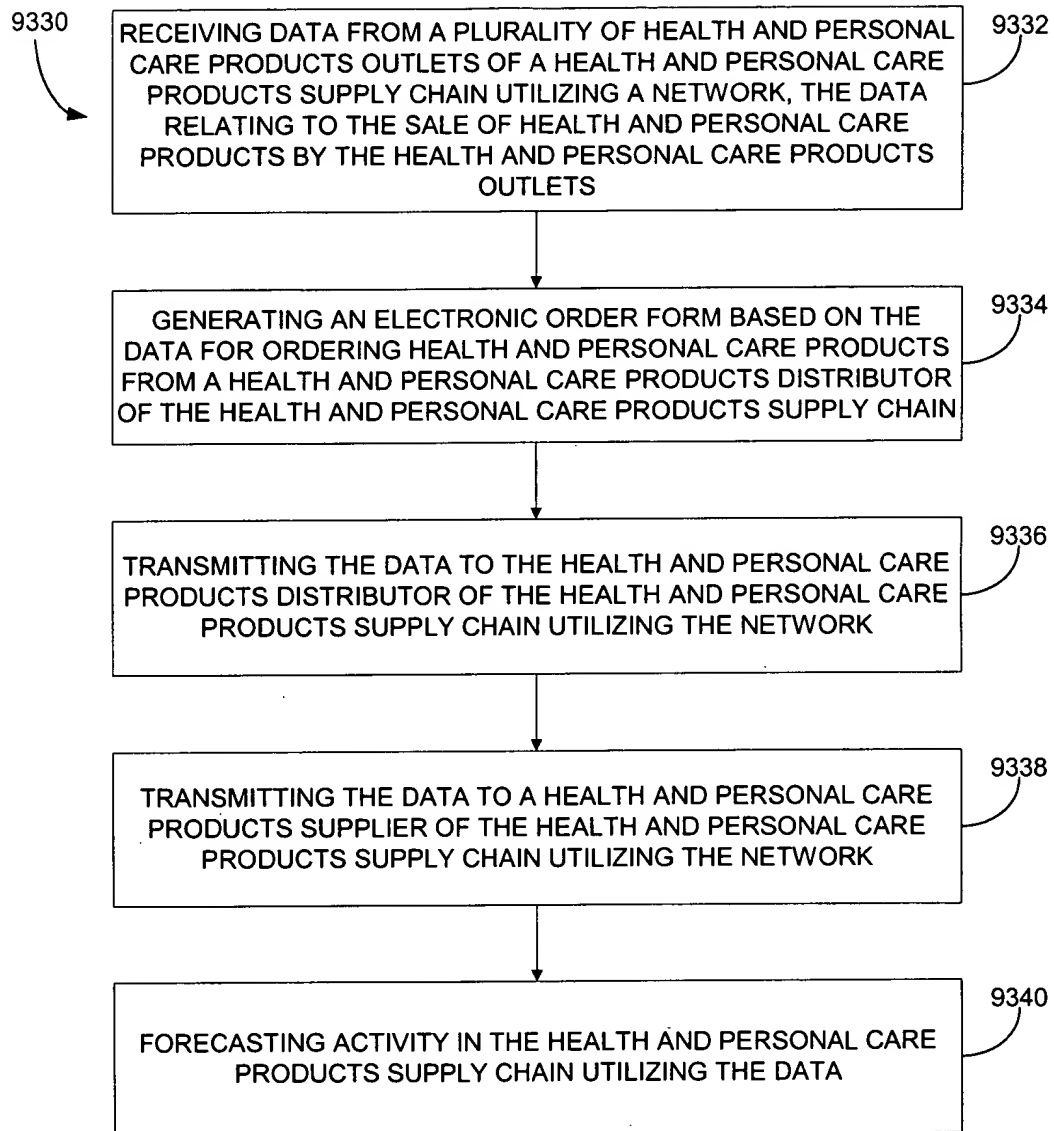 9330
RECEIVING DATA FROM A PLURALITY OF HEALTH AND PERSONAL
CARE PRODUCTS OUTLETS OF A HEALTH AND PERSONAL CARE
PRODUCTS SUPPLY CHAIN UTILIZING A NETWORK, THE DATA
RELATING TO THE SALE OF HEALTH AND PERSONAL CARE
PRODUCTS BY THE HEALTH AND PERSONAL CARE PRODUCTS
OUTLETS
9332
GENERATING AN ELECTRONIC ORDER FORM BASED ON THE
DATA FOR ORDERING HEALTH AND PERSONAL CARE PRODUCTS
FROM A HEALTH AND PERSONAL CARE PRODUCTS DISTRIBUTOR
OF THE HEALTH AND PERSONAL CARE PRODUCTS SUPPLY CHAIN
9334
TRANSMITTING THE DATA TO THE HEALTH AND PERSONAL CARE
PRODUCTS DISTRIBUTOR OF THE HEALTH AND PERSONAL CARE
PRODUCTS SUPPLY CHAIN UTILIZING THE NETWORK
9336
TRANSMITTING THE DATA TO A HEALTH AND PERSONAL CARE
PRODUCTS SUPPLIER OF THE HEALTH AND PERSONAL CARE
PRODUCTS SUPPLY CHAIN UTILIZING THE NETWORK
9338
FORECASTING ACTIVITY IN THE HEALTH AND PERSONAL CARE
PRODUCTS SUPPLY CHAIN UTILIZING THE DATA
9340